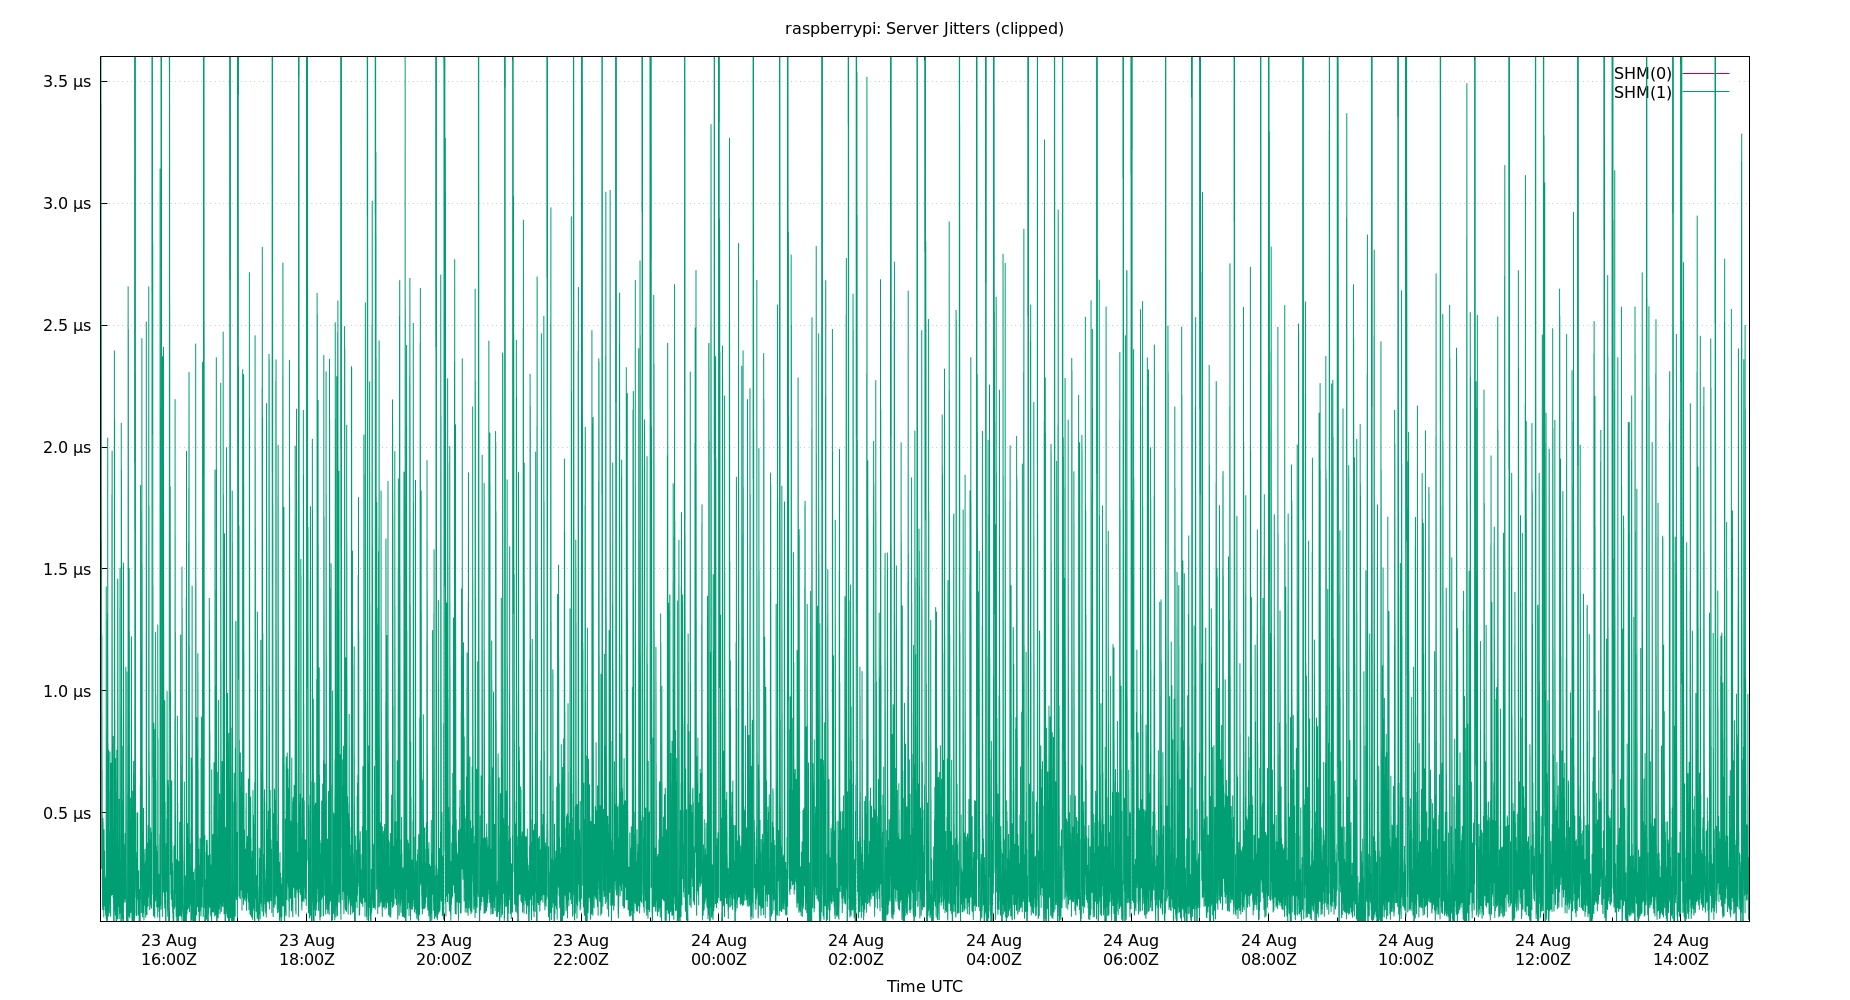 raspberrypi: Server Jitters (clipped)
SHM(0)
SHM(1)
3.5 µs
3.0 µs
2.5 µs
2.0 µs
1.5 µs
1.0 µs
0.5 µs
23 Aug 23 Aug 23 Aug 23 Aug 24 Aug 24 Aug 24 Aug 24 Aug 24 Aug 24 Aug 24 Aug 24 Aug
16:00Z 18:00Z 20:00Z 22:00Z 00:00Z 02:00Z 04:00Z 06:00Z 08:00Z 10:00Z 12:00Z 14:00Z
Time UTC